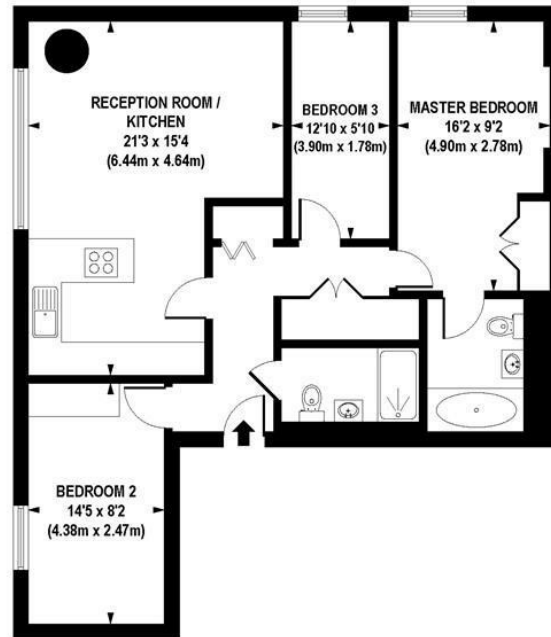 RECEPTION ROOM /
KITCHEN
21'3 x 15'4
(6.44m x 4.64m)
BEDROOM 3
12'10 x 5'10
(3.90m x 1.78m)
MASTER BEDROOM
16'2 x 9'2
(4.90m x 2.78m)
BEDROOM 2
14'5 x 8'2
(4.38m x 2.47m)